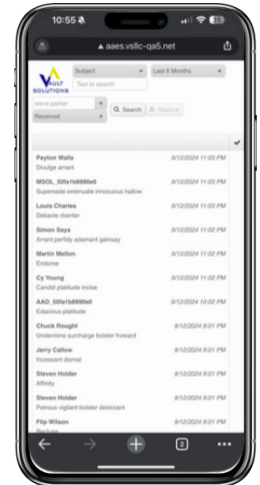 10:55
aaes.vsllc-qa5.net
VAULT
SOLUTIONS
Subject
Last 6 Months
Text to search
steve.parker
Received
Search
Restore
Peyton Wells 9/12/2024 11:03 PM
Divulge arrant
MSOL_50fa1b8990e0 9/12/2024 11:03 PM
Supersede extenuate innocuous hallow
Louis Charles 9/12/2024 11:03 PM
Debacle disinter
Simon Says 9/12/2024 11:03 PM
Arrant perfidy adamant gainsay
Martin Mellon 9/12/2024 11:02 PM
Endorse
Cy Young 9/12/2024 11:02 PM
Candid platitude incise
AAD_50fa1b8990e0 9/12/2024 10:02 PM
Edacious platitude
Chuck Rought 9/12/2024 9:01 PM
Undermine surcharge bolster froward
Jerry Callow 9/12/2024 9:01 PM
Incessant dismal
Steven Holder 9/12/2024 9:01 PM
Affinity
Steven Holder 9/12/2024 9:01 PM
Petrous vigilant bolster desiccant
Flip Wilson 9/12/2024 9:01 PM
2